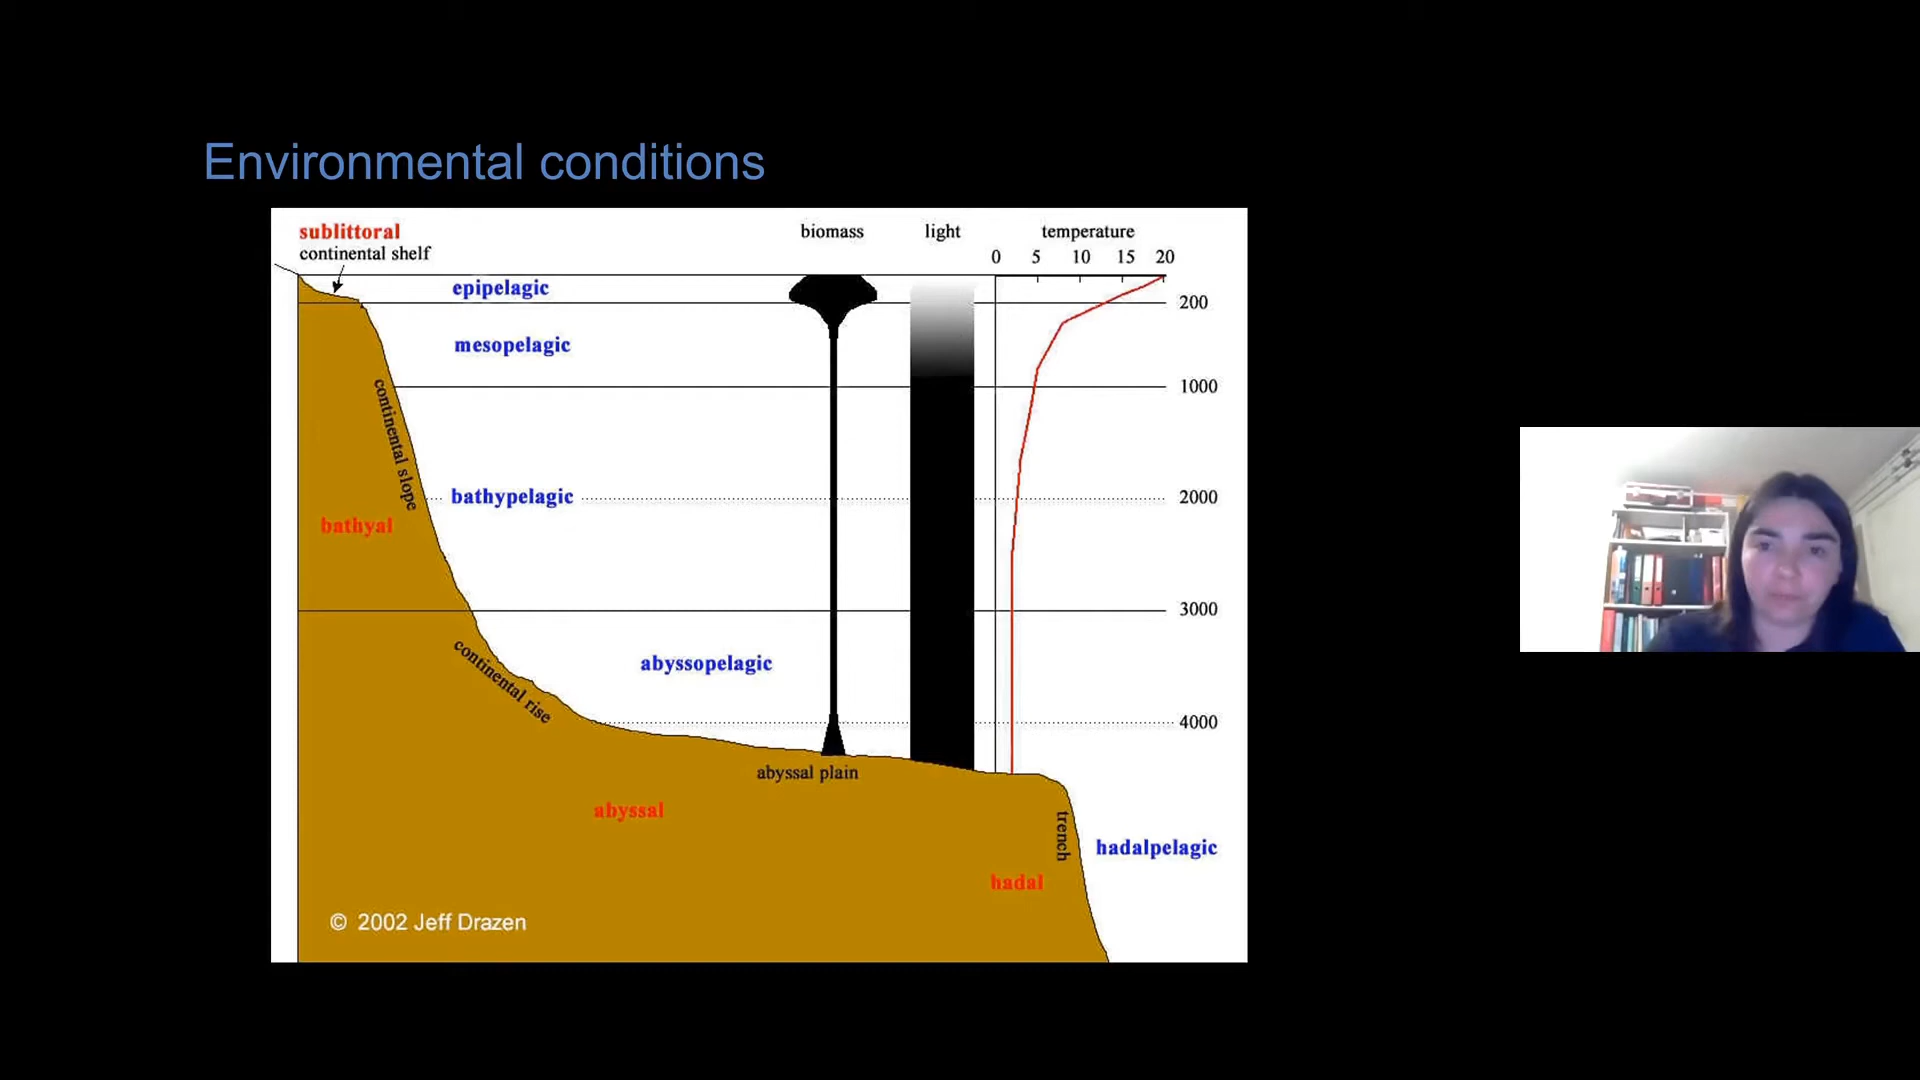 Environmental conditions
sublittoral
continental shelf
biomass
light
temperature
0 5 10 15 20
epipelagic
200
mesopelagic
1000
continental slope
bathypelagic
2000
bathyal
3000
continental rise
abyssopelagic
4000
abyssal plain
abyssal
trench
hadalpelagic
hadal
© 2002 Jeff Drazen